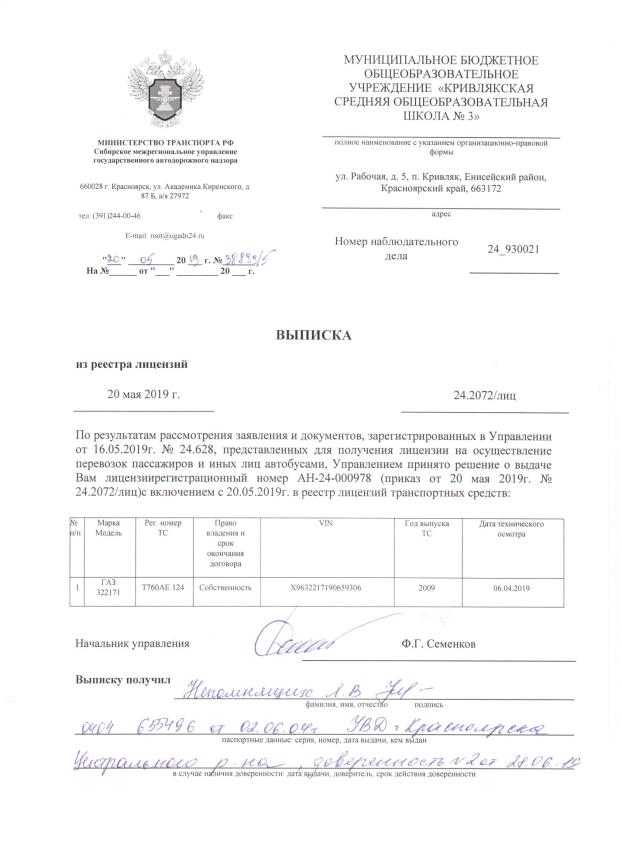 МИНИСТЕРСТВО ТРАНСПОРТА РФ
Сибирское межрегиональное управление
государственного автодорожного надзора
660028 г. Красноярск, ул. Академика Киренского, д.
87 Б, а/я 27972
тел. (391)244-00-46 факс
E-mail: root@ugadn24.ru
"20" 05 2019 г. № 38899/5
На №______ от "___" __________ 20 ___ г.
МУНИЦИПАЛЬНОЕ БЮДЖЕТНОЕ
ОБЩЕОБРАЗОВАТЕЛЬНОЕ
УЧРЕЖДЕНИЕ «КРИВЛЯКСКАЯ
СРЕДНЯЯ ОБЩЕОБРАЗОВАТЕЛЬНАЯ
ШКОЛА № 3»
полное наименование с указанием организационно-правовой
формы
ул. Рабочая, д. 5, п. Кривляк, Енисейский район,
Красноярский край, 663172
адрес
Номер наблюдательного
дела
24_930021
ВЫПИСКА
из реестра лицензий
20 мая 2019 г. 24.2072/лиц
По результатам рассмотрения заявления и документов, зарегистрированных в Управлении
от 16.05.2019г. № 24.628, представленных для получения лицензии на осуществление
перевозок пассажиров и иных лиц автобусами, Управлением принято решение о выдаче
Вам лицензиирегистрационный номер АН-24-000978 (приказ от 20 мая 2019г. №
24.2072/лиц)с включением с 20.05.2019г. в реестр лицензий транспортных средств:
№
п/п
Марка
Модель
Рег. номер
ТС
Право
владения и
срок
окончания
договора
VIN
Год выпуска
ТС
Дата технического
осмотра
1
ГАЗ
322171
Т760АЕ 124
Собственность
X9632217190659306
2009
06.04.2019
Начальник управления Ф.Г. Семенков
Выписку получил Непомнящих Л.В
фамилия, имя, отчество подпись
0404 655496 от 02.06.04г УВД г Красноярска
паспортные данные: серия, номер, дата выдачи, кем выдан
Центрального р-на, доверенность №2 от 28.06.19
в случае наличия доверенности: дата выдачи, доверитель, срок действия доверенности